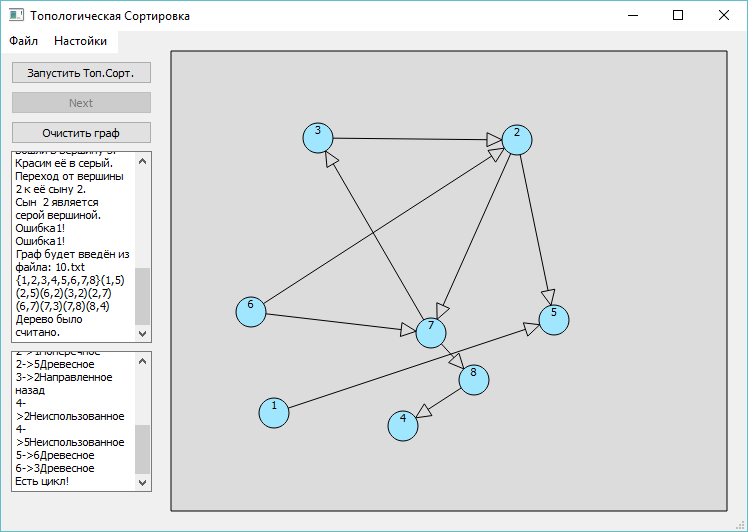 Топологическая Сортировка
Файл Настойки
Запустить Топ.Сорт.
Next
Очистить граф
Красим её в серый.
Переход от вершины
2 к её сыну 2.
Сын 2 является
серой вершиной.
Ошибка1!
Ошибка1!
Граф будет введён из
файла: 10.txt
{1,2,3,4,5,6,7,8}(1,5)
(2,5)(6,2)(3,2)(2,7)
(6,7)(7,3)(7,8)(8,4)
Дерево было
считано.
2->1Поперечное
2->5Древесное
3->2Направленное
назад
4-
>2Неиспользованное
4-
>5Неиспользованное
5->6Древесное
6->3Древесное
Есть цикл!
3
2
6
7
5
8
1
4